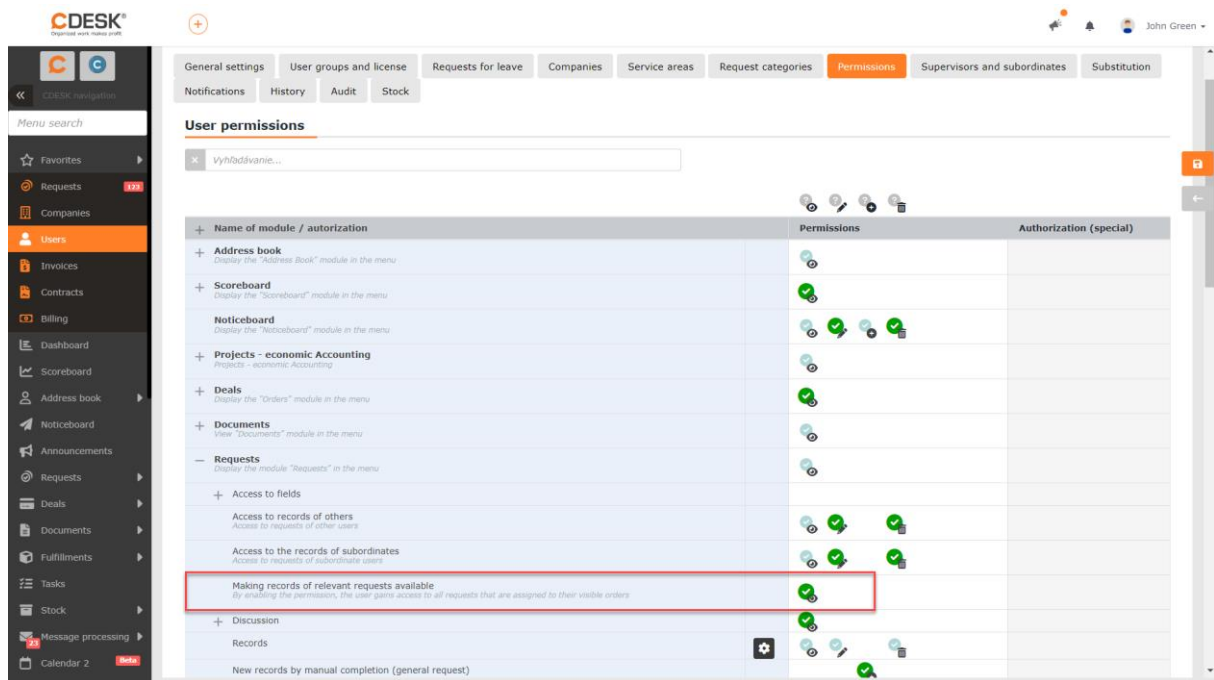 CDESK®
Organized work makes profit
John Green
CDESK navigation
Menu search
Favorites
Requests 123
Companies
Users
Invoices
Contracts
Billing
Dashboard
Scoreboard
Address book
Noticeboard
Announcements
Requests
Deals
Documents
Fulfillments
Tasks
Stock
Message processing 23
Calendar 2 Beta
General settings User groups and license Requests for leave Companies Service areas Request categories Permissions Supervisors and subordinates Substitution
Notifications History Audit Stock
User permissions
Vyhľadávanie...
Name of module / autorization Permissions Authorization (special)
Address book
Display the "Address Book" module in the menu
Scoreboard
Display the "Scoreboard" module in the menu
Noticeboard
Display the "Noticeboard" module in the menu
Projects - economic Accounting
Projects - economic Accounting
Deals
Display the "Orders" module in the menu
Documents
View "Documents" module in the menu
Requests
Display the module "Requests" in the menu
Access to fields
Access to records of others
Access to requests of other users
Access to the records of subordinates
Access to requests of subordinate users
Making records of relevant requests available
By enabling the permission, the user gains access to all requests that are assigned to their visible orders
Discussion
Records
New records by manual completion (general request)